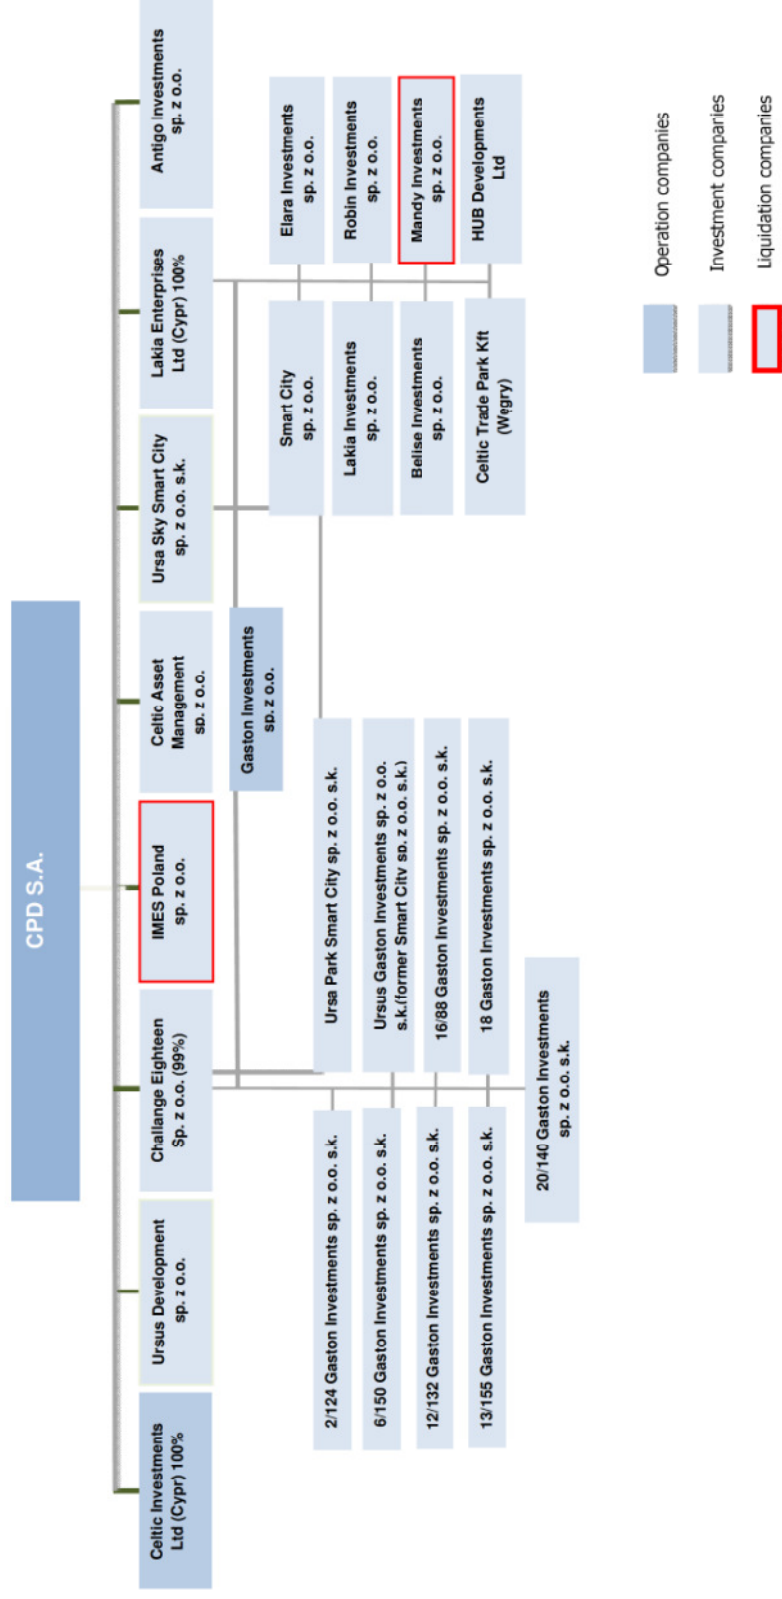 CPD S.A.
Celtic Investments
Ltd (Cypr) 100%
Ursus Development
sp. z o.o.
Challange Eighteen
Sp. z o.o. (99%)
IMES Poland
sp. z o.o.
Celtic Asset
Management
sp. z o.o.
Ursa Sky Smart City
sp. z o.o. s.k.
Lakia Enterprises
Ltd (Cypr) 100%
Antigo Investments
sp. z o.o.
Gaston Investments
sp. z o.o.
Smart City
sp. z o.o.
Elara Investments
sp. z o.o.
2/124 Gaston Investments sp. z o.o. s.k.
Ursa Park Smart City sp. z o.o. s.k.
Lakia Investments
sp. z o.o.
Robin Investments
sp. z o.o.
6/150 Gaston Investments sp. z o.o. s.k.
Ursus Gaston Investments sp. z o.o.
s.k.(former Smart City sp. z o.o. s.k.)
Belise Investments
sp. z o.o.
Mandy Investments
sp. z o.o.
12/132 Gaston Investments sp. z o.o. s.k.
16/88 Gaston Investments sp. z o.o. s.k.
Celtic Trade Park Kft
(Węgry)
HUB Developments
Ltd
13/155 Gaston Investments sp. z o.o. s.k.
18 Gaston Investments sp. z o.o. s.k.
20/140 Gaston Investments
sp. z o.o. s.k.
Operation companies
Investment companies
Liquidation companies